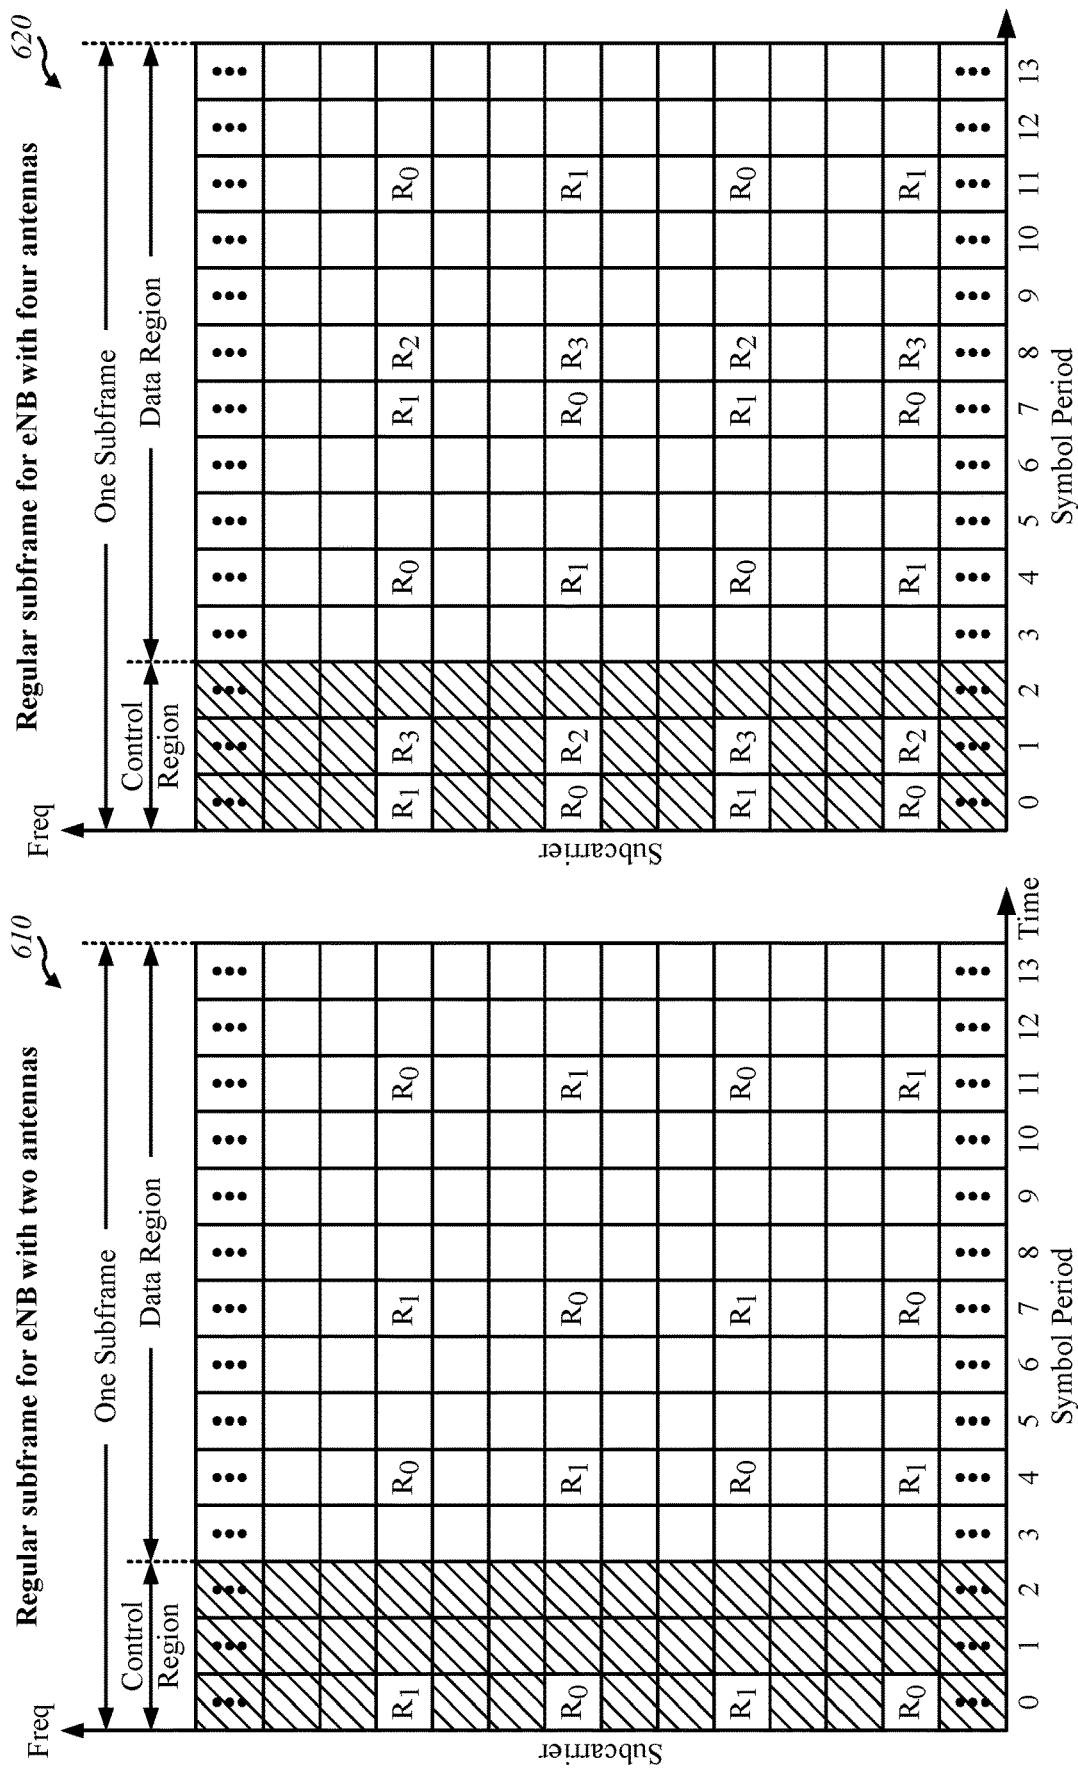 610
Regular subframe for eNB with two antennas
Freq
One Subframe
Control
Region
Data Region
Subcarrier
R₁ R₀ R₁ R₀
R₀ R₁ R₀ R₁
R₁ R₀ R₁ R₀
R₀ R₁ R₀ R₁
0 1 2 3 4 5 6 7 8 9 10 11 12 13 Time
Symbol Period
620
Regular subframe for eNB with four antennas
Freq
One Subframe
Control
Region
Data Region
Subcarrier
R₁ R₃ R₀ R₁ R₂ R₀
R₀ R₂ R₁ R₀ R₃ R₁
R₁ R₃ R₀ R₁ R₂ R₀
R₀ R₂ R₁ R₀ R₃ R₁
0 1 2 3 4 5 6 7 8 9 10 11 12 13
Symbol Period